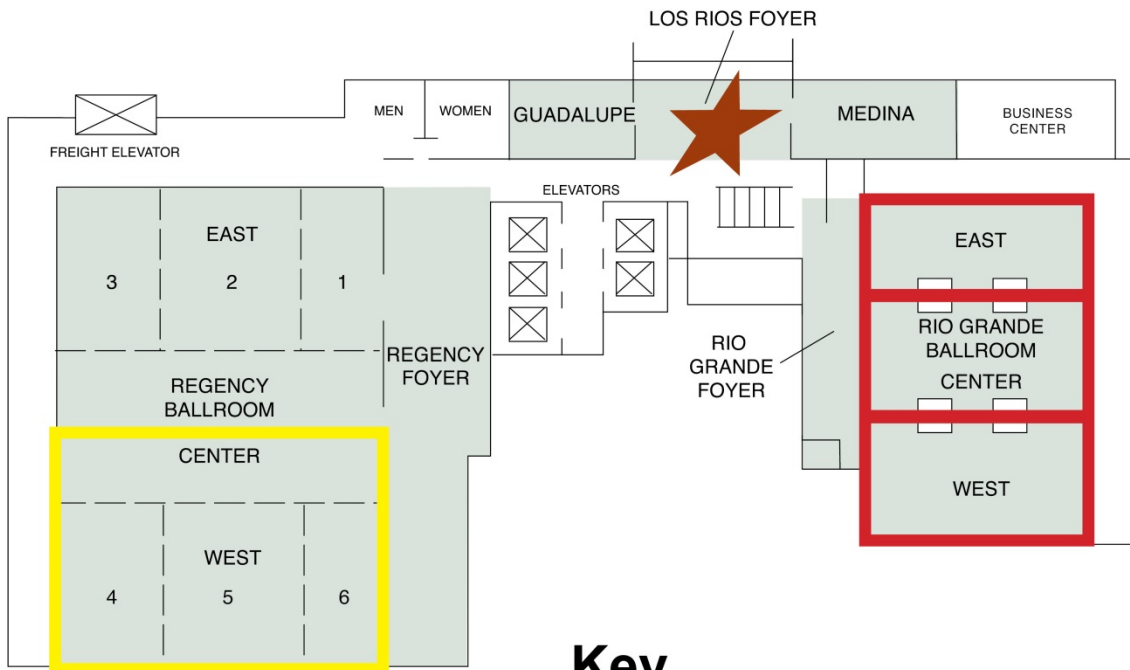 LOS RIOS FOYER
MEN
WOMEN
GUADALUPE
MEDINA
BUSINESS
CENTER
FREIGHT ELEVATOR
ELEVATORS
EAST
3
2
1
REGENCY
FOYER
REGENCY
BALLROOM
CENTER
WEST
4
5
6
RIO
GRANDE
FOYER
EAST
RIO GRANDE
BALLROOM
CENTER
WEST
Key